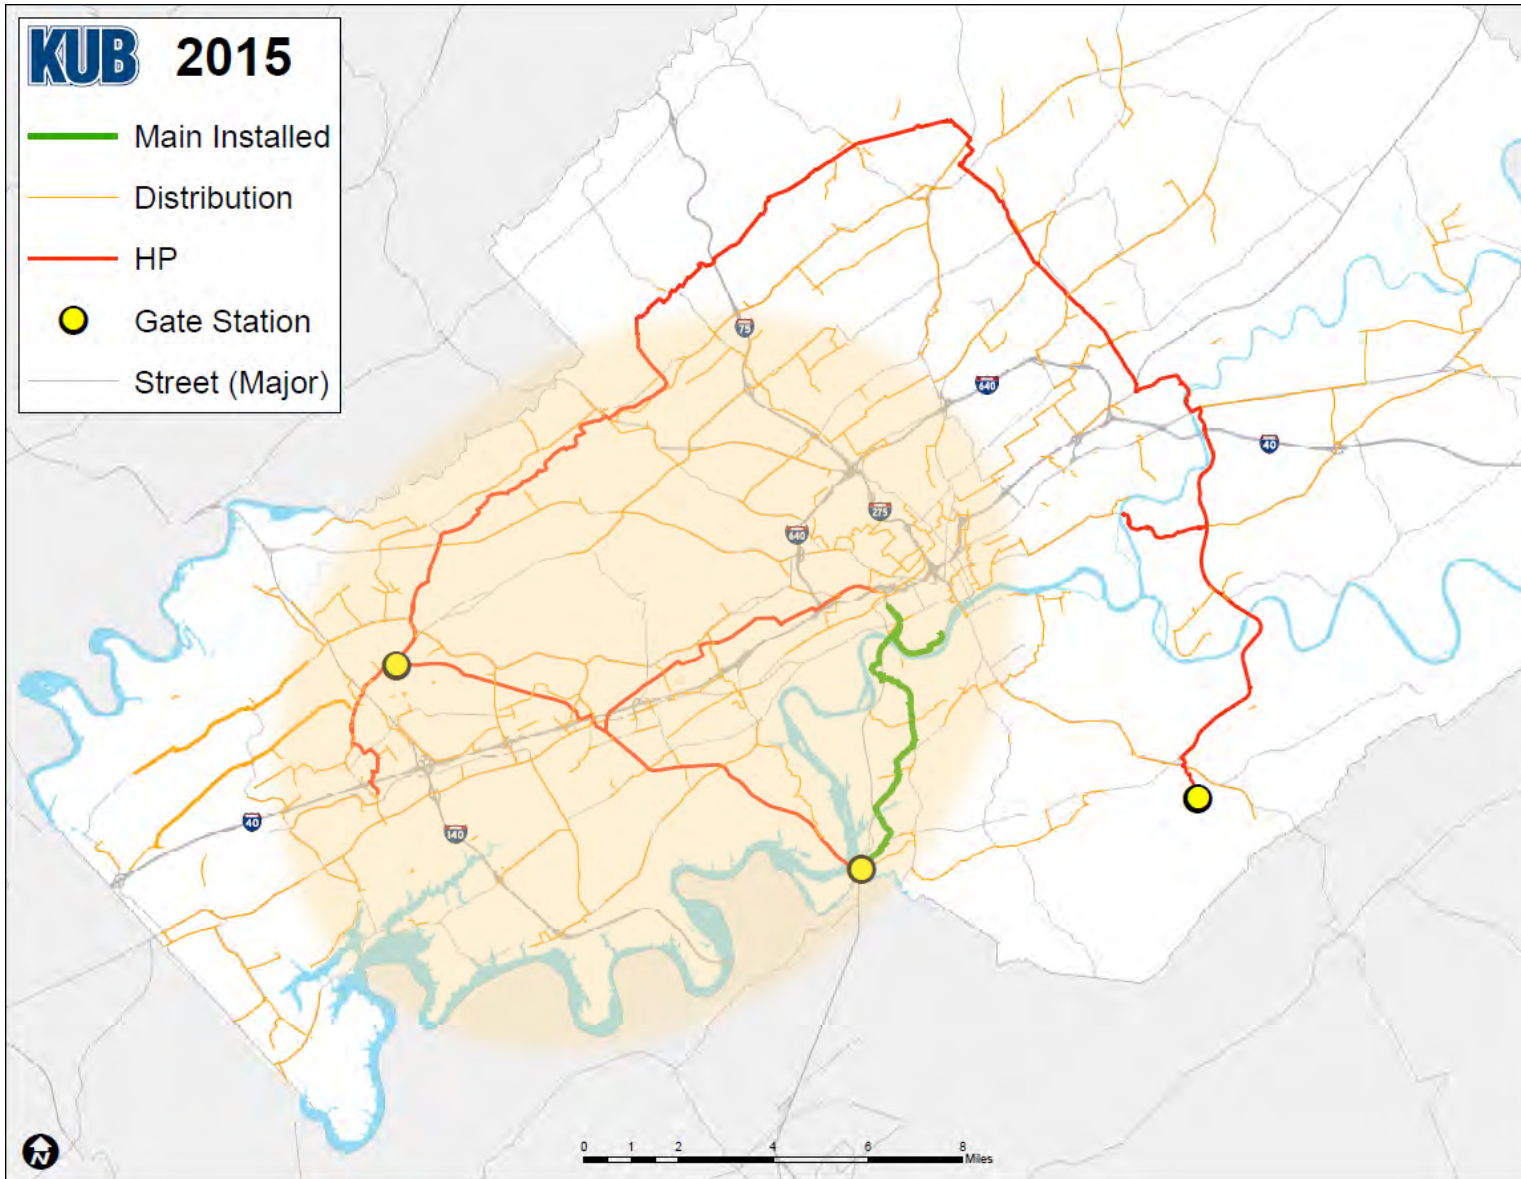 KUB 2015
Main Installed
Distribution
HP
Gate Station
Street (Major)
75
640
40
275
640
40
140
N
0 1 2 4 6 8
Miles